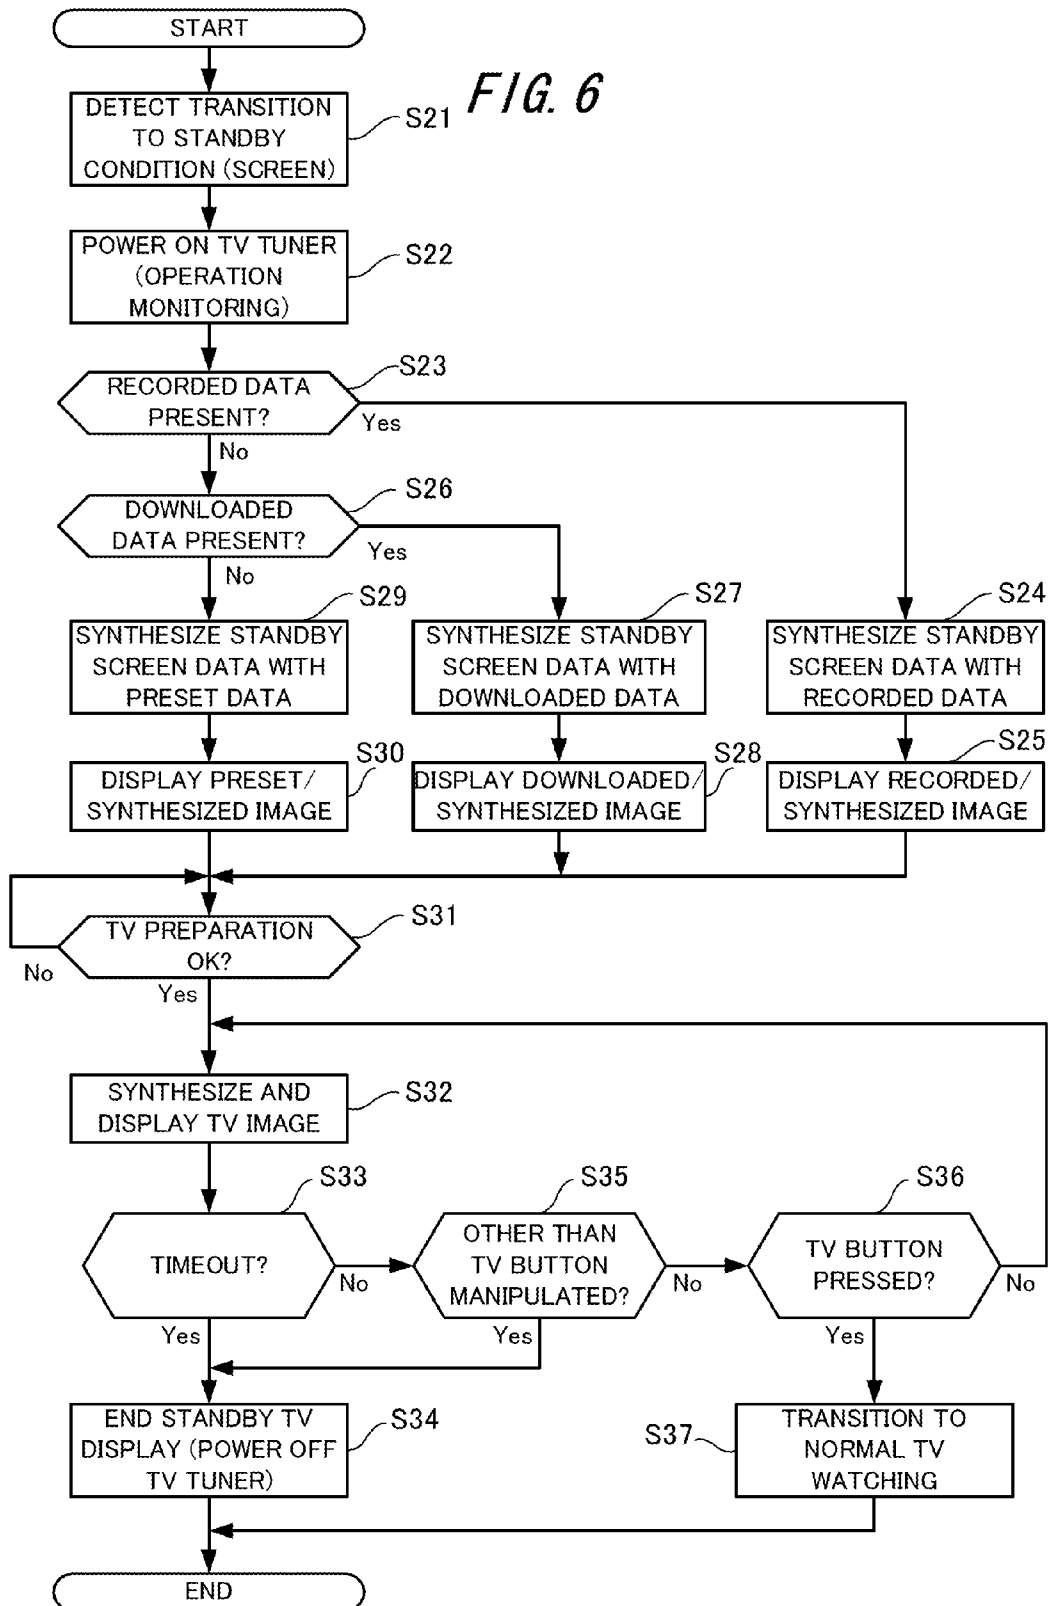 START
FIG. 6
DETECT TRANSITION
TO STANDBY
CONDITION (SCREEN)
S21
POWER ON TV TUNER
(OPERATION
MONITORING)
S22
RECORDED DATA
PRESENT?
S23
Yes
No
DOWNLOADED
DATA PRESENT?
S26
Yes
No
S29
SYNTHESIZE STANDBY
SCREEN DATA WITH
PRESET DATA
S27
SYNTHESIZE STANDBY
SCREEN DATA WITH
DOWNLOADED DATA
S24
SYNTHESIZE STANDBY
SCREEN DATA WITH
RECORDED DATA
S30
DISPLAY PRESET/
SYNTHESIZED IMAGE
S28
DISPLAY DOWNLOADED/
SYNTHESIZED IMAGE
S25
DISPLAY RECORDED/
SYNTHESIZED IMAGE
TV PREPARATION
OK?
S31
No
Yes
SYNTHESIZE AND
DISPLAY TV IMAGE
S32
S33
TIMEOUT?
No
Yes
S35
OTHER THAN
TV BUTTON
MANIPULATED?
No
Yes
S36
TV BUTTON
PRESSED?
No
Yes
END STANDBY TV
DISPLAY (POWER OFF
TV TUNER)
S34
S37
TRANSITION TO
NORMAL TV
WATCHING
END